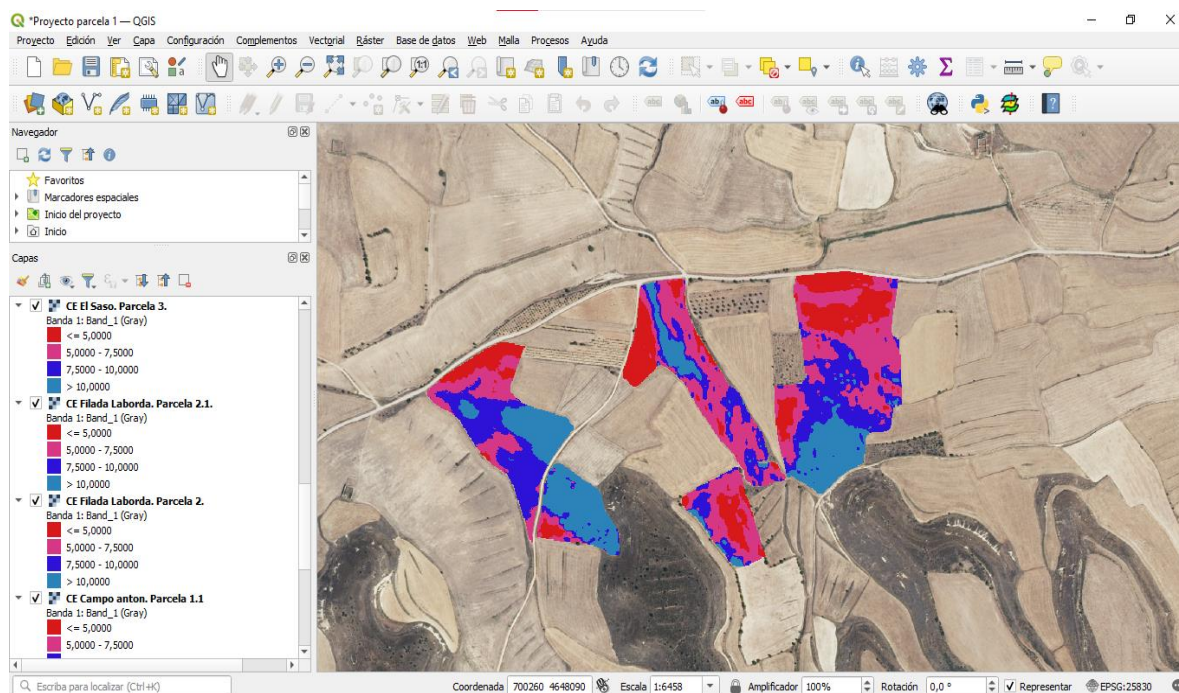 *Proyecto parcela 1 — QGIS
Proyecto Edición Ver Capa Configuración Complementos Vectorial Ráster Base de datos Web Malla Procesos Ayuda
Navegador
Favoritos
Marcadores espaciales
Inicio del proyecto
Inicio
Capas
CE El Saso. Parcela 3.
Banda 1: Band_1 (Gray)
<= 5,0000
5,0000 - 7,5000
7,5000 - 10,0000
> 10,0000
CE Filada Laborda. Parcela 2.1.
Banda 1: Band_1 (Gray)
<= 5,0000
5,0000 - 7,5000
7,5000 - 10,0000
> 10,0000
CE Filada Laborda. Parcela 2.
Banda 1: Band_1 (Gray)
<= 5,0000
5,0000 - 7,5000
7,5000 - 10,0000
> 10,0000
CE Campo anton. Parcela 1.1
Banda 1: Band_1 (Gray)
<= 5,0000
5,0000 - 7,5000
Escriba para localizar (Ctrl+K) Coordenada 700260 4648090 Escala 1:6458 Amplificador 100% Rotación 0,0 ° Representar EPSG:25830